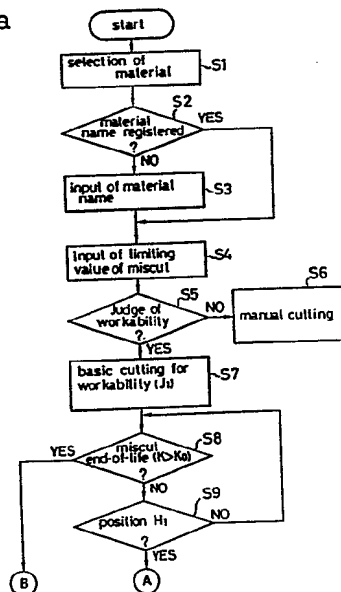 a
start
selection of
material
S1
S2
material
name registered
?
YES
NO
input of material
name
S3
input of limiting
value of miscut
S4
S5
Judge of
workability
?
NO
YES
S6
manual cutting
basic cutting for
workability (J1)
S7
S8
miscut
end-of-life (K>K0)
?
YES
NO
S9
position H1
?
NO
YES
B
A